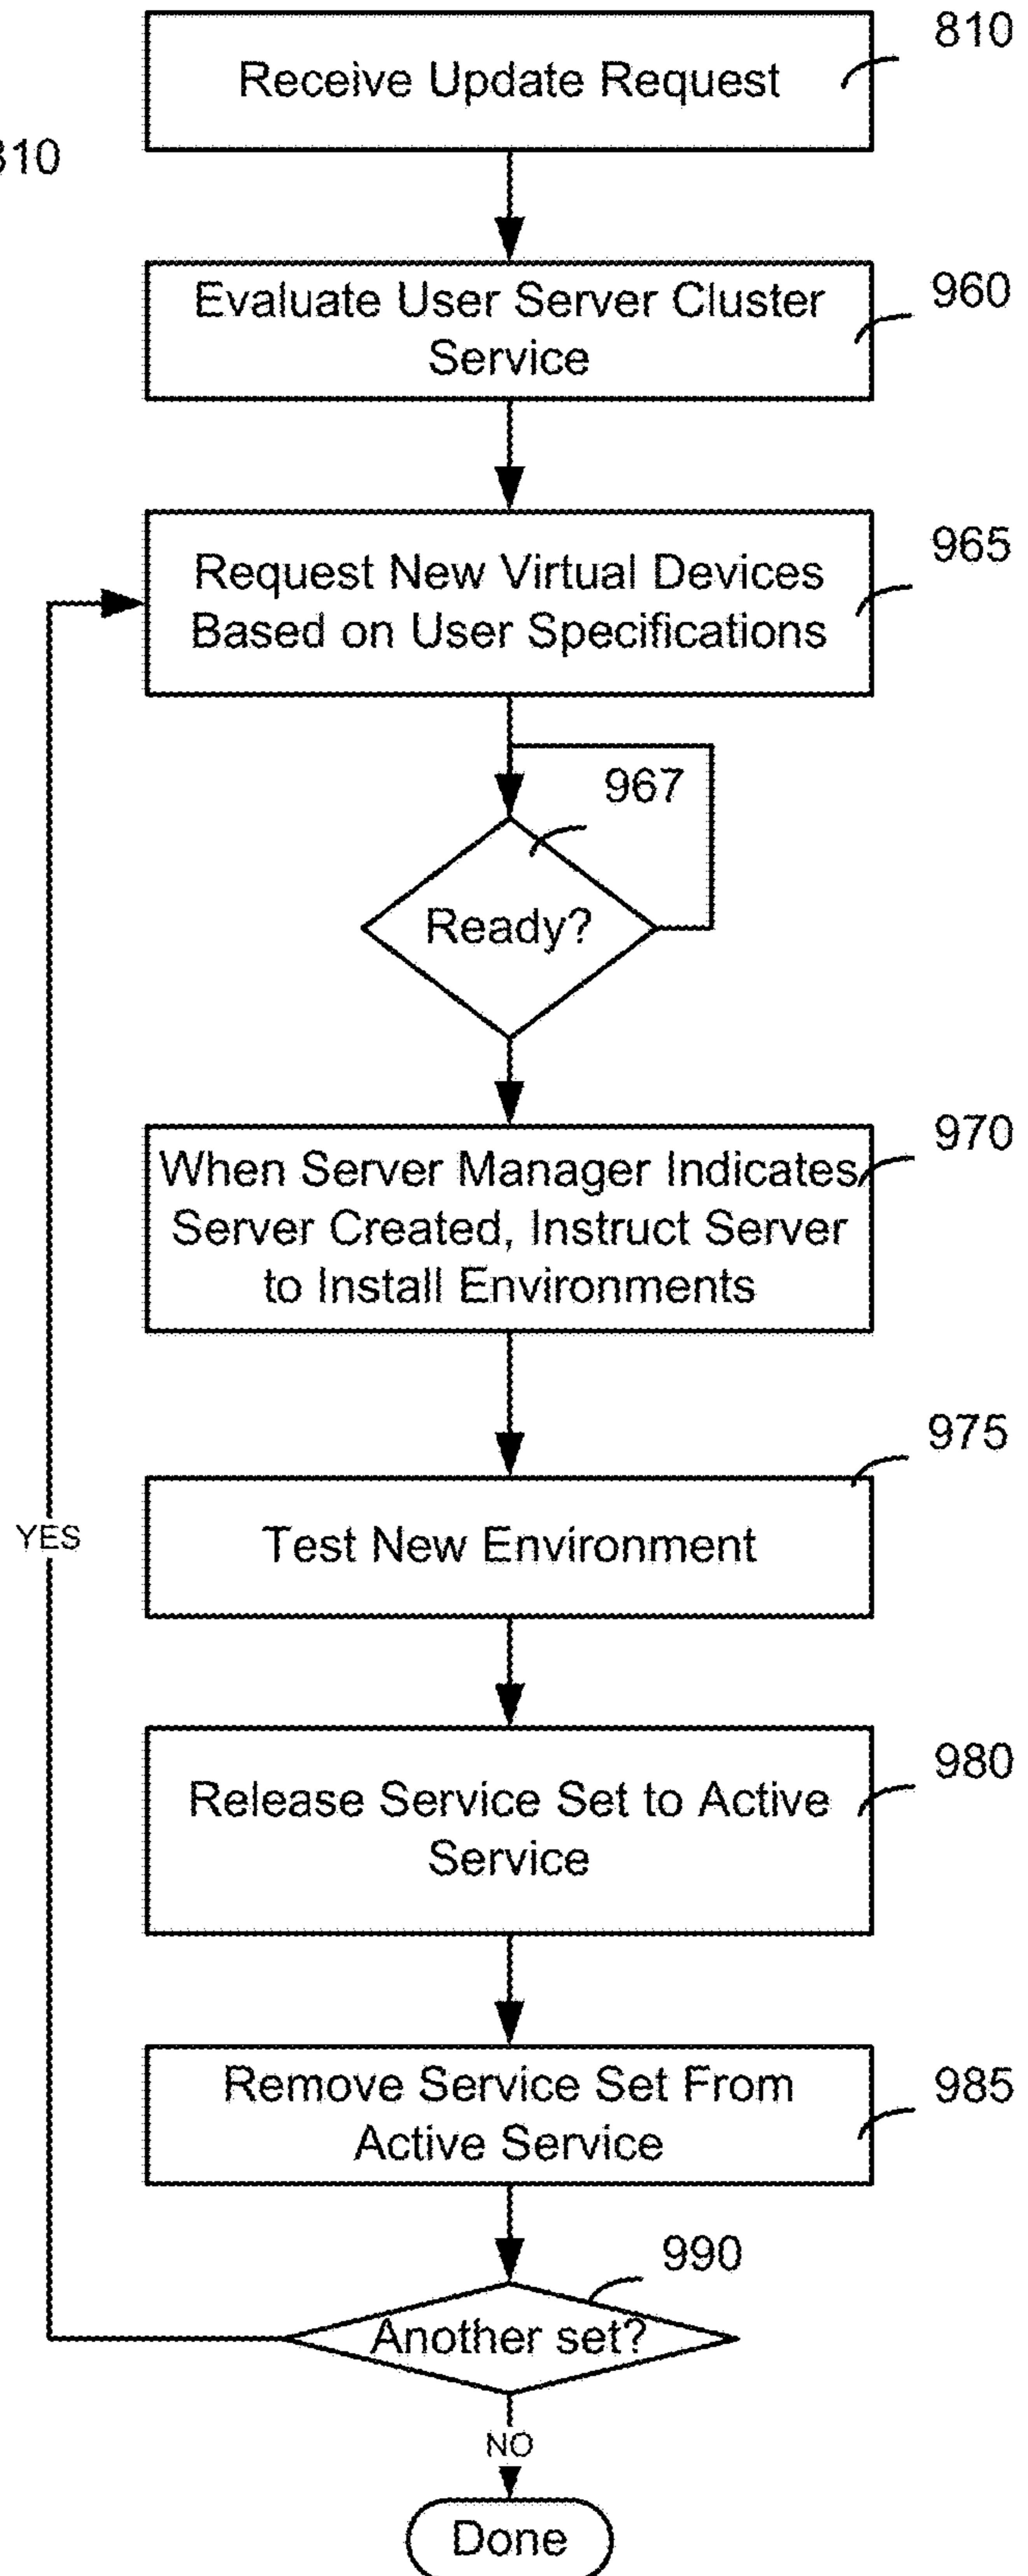 810
Receive Update Request
310
Evaluate User Server Cluster
Service
960
Request New Virtual Devices
Based on User Specifications
965
967
Ready?
When Server Manager Indicates
Server Created, Instruct Server
to Install Environments
970
975
Test New Environment
YES
Release Service Set to Active
Service
980
Remove Service Set From
Active Service
985
990
Another set?
NO
Done